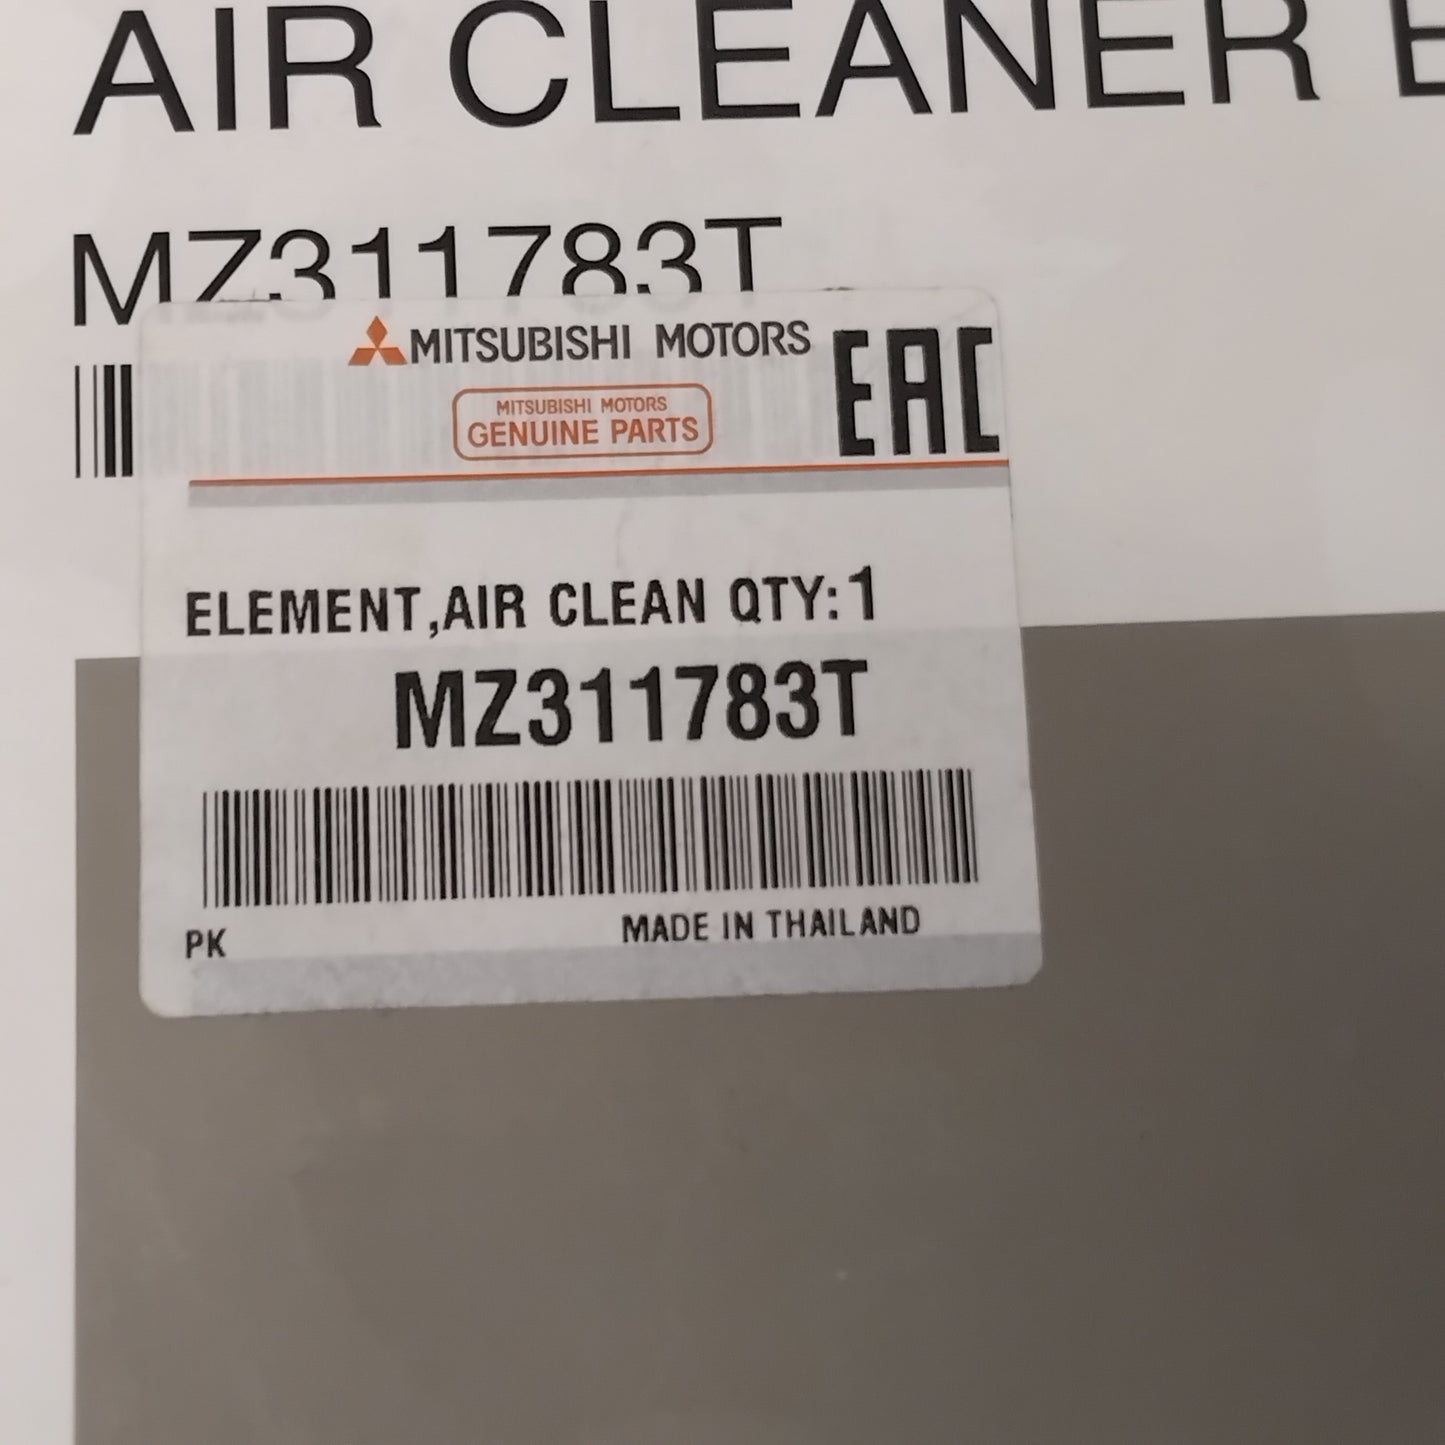 AIR CLEANER E
MZ311783T
MITSUBISHI MOTORS
EAC
MITSUBISHI MOTORS
GENUINE PARTS
ELEMENT,AIR CLEAN QTY:1
MZ311783T
PK
MADE IN THAILAND